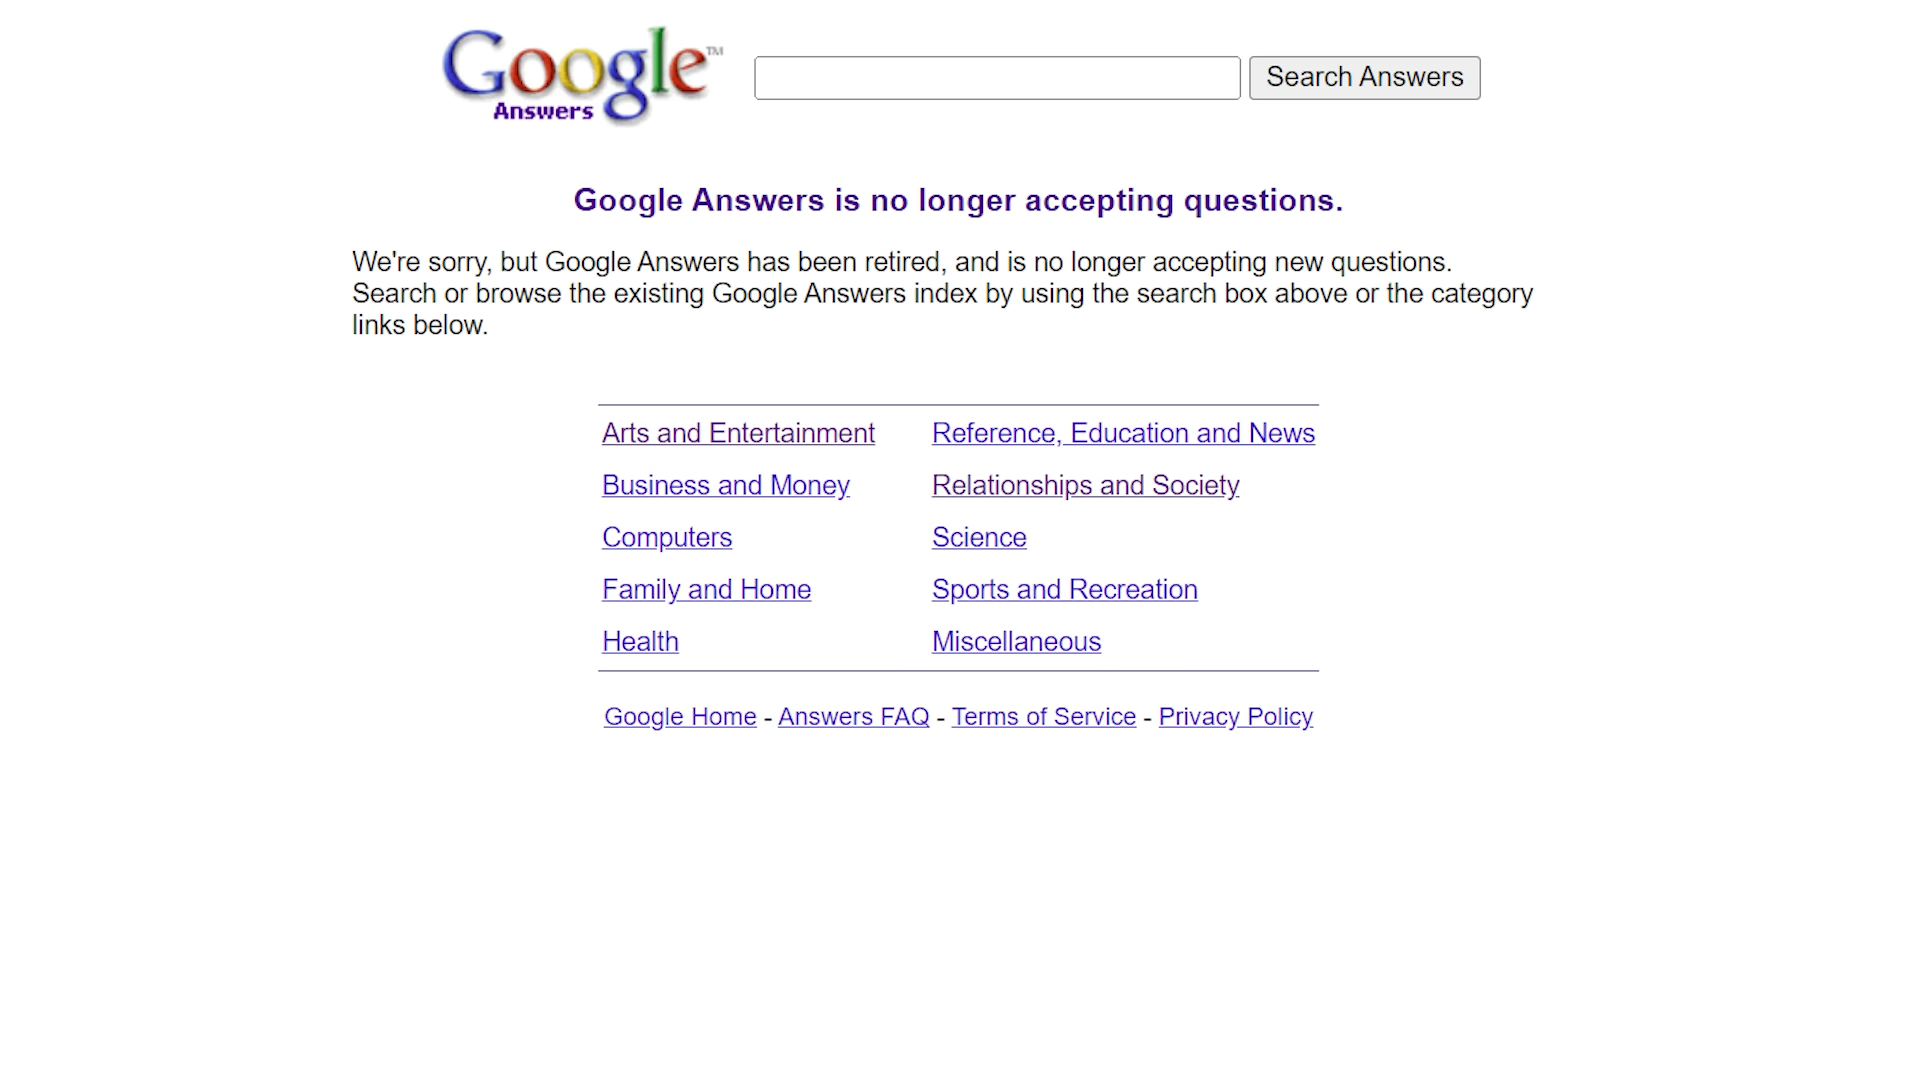 Google™
Answers
Search Answers
Google Answers is no longer accepting questions.
We're sorry, but Google Answers has been retired, and is no longer accepting new questions.
Search or browse the existing Google Answers index by using the search box above or the category
links below.
Arts and Entertainment
Reference, Education and News
Business and Money
Relationships and Society
Computers
Science
Family and Home
Sports and Recreation
Health
Miscellaneous
Google Home - Answers FAQ - Terms of Service - Privacy Policy